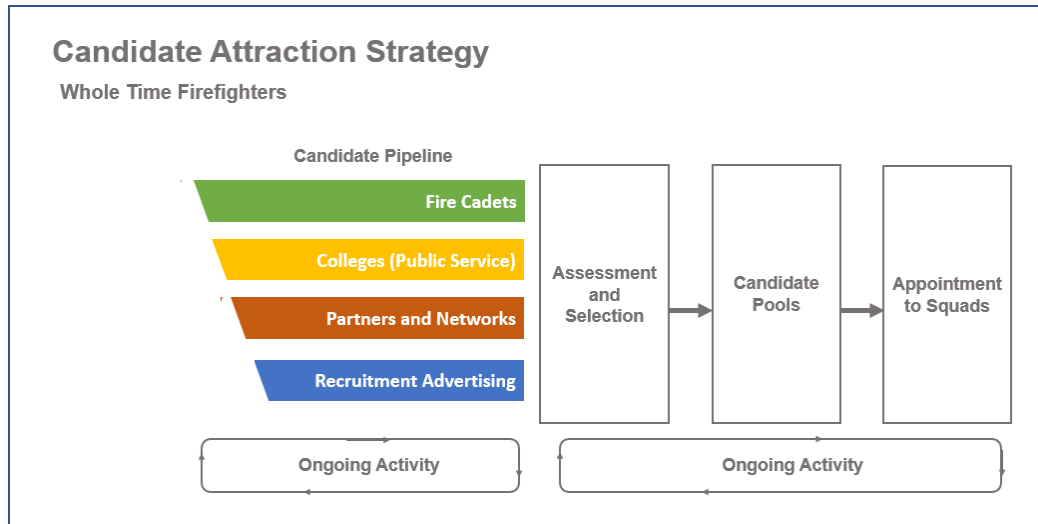 Candidate Attraction Strategy
Whole Time Firefighters
Candidate Pipeline
Fire Cadets
Colleges (Public Service)
Partners and Networks
Recruitment Advertising
Assessment
and
Selection
Candidate
Pools
Appointment
to Squads
Ongoing Activity
Ongoing Activity